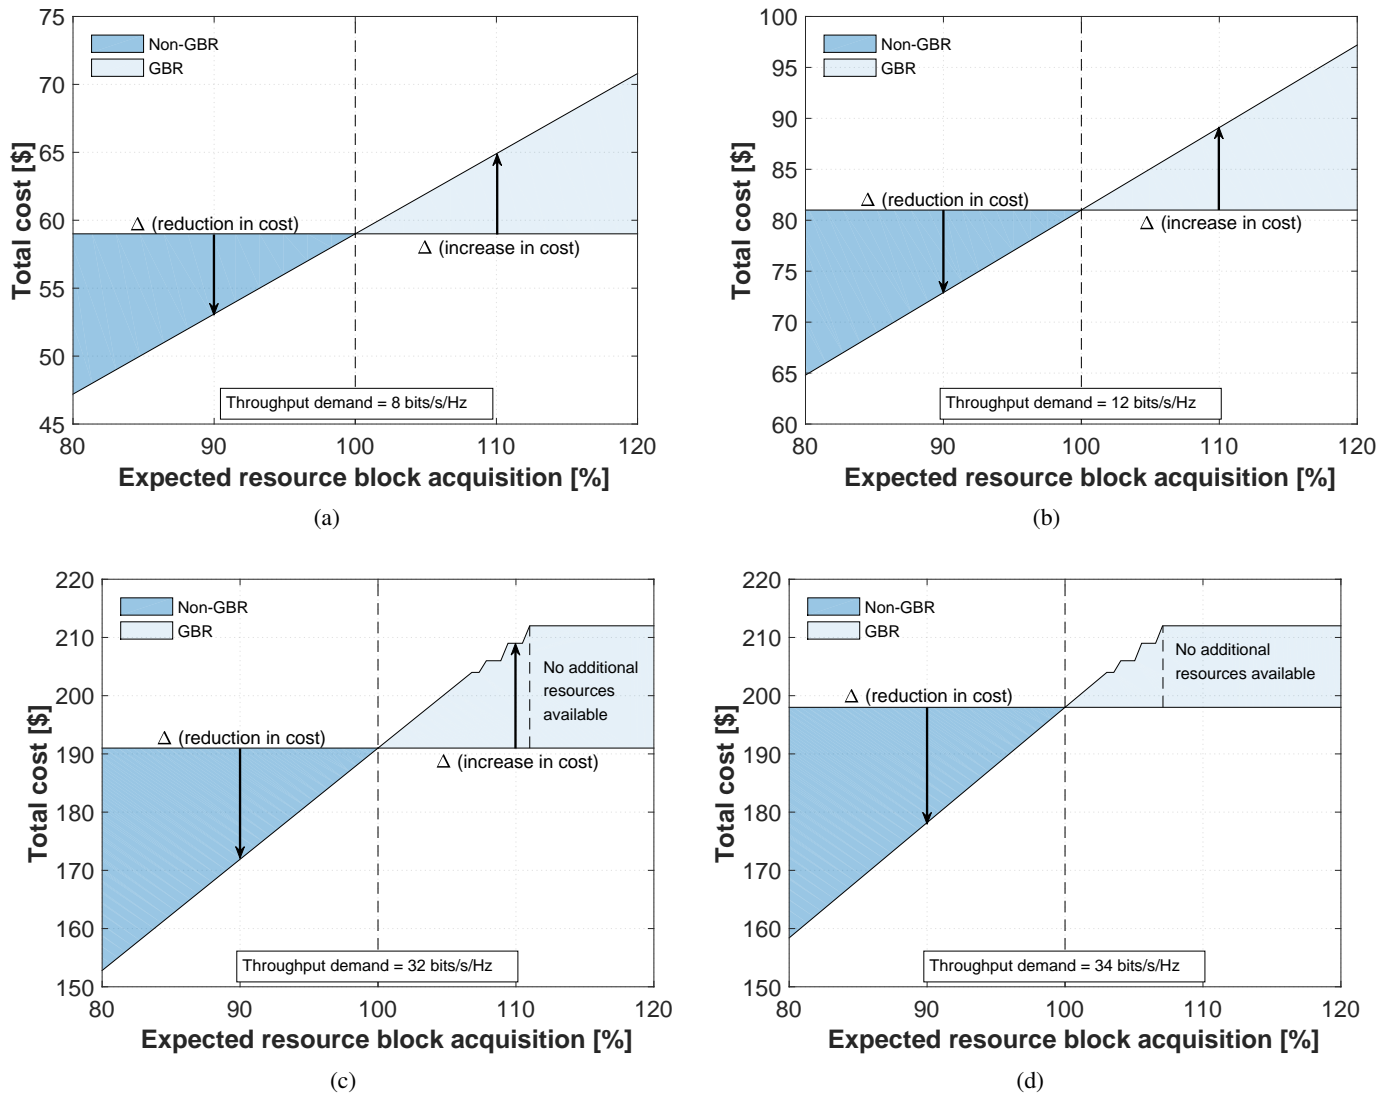 75
70
65
60
55
50
45
Total cost [$]
Non-GBR
GBR
Δ (reduction in cost)
Δ (increase in cost)
Throughput demand = 8 bits/s/Hz
80 90 100 110 120
Expected resource block acquisition [%]
(a)
100
95
90
85
80
75
70
65
60
Total cost [$]
Non-GBR
GBR
Δ (reduction in cost)
Δ (increase in cost)
Throughput demand = 12 bits/s/Hz
80 90 100 110 120
Expected resource block acquisition [%]
(b)
220
210
200
190
180
170
160
150
Total cost [$]
Non-GBR
GBR
No additional
resources
available
Δ (reduction in cost)
Δ (increase in cost)
Throughput demand = 32 bits/s/Hz
80 90 100 110 120
Expected resource block acquisition [%]
(c)
220
210
200
190
180
170
160
150
Total cost [$]
Non-GBR
GBR
No additional
resources available
Δ (reduction in cost)
Throughput demand = 34 bits/s/Hz
80 90 100 110 120
Expected resource block acquisition [%]
(d)